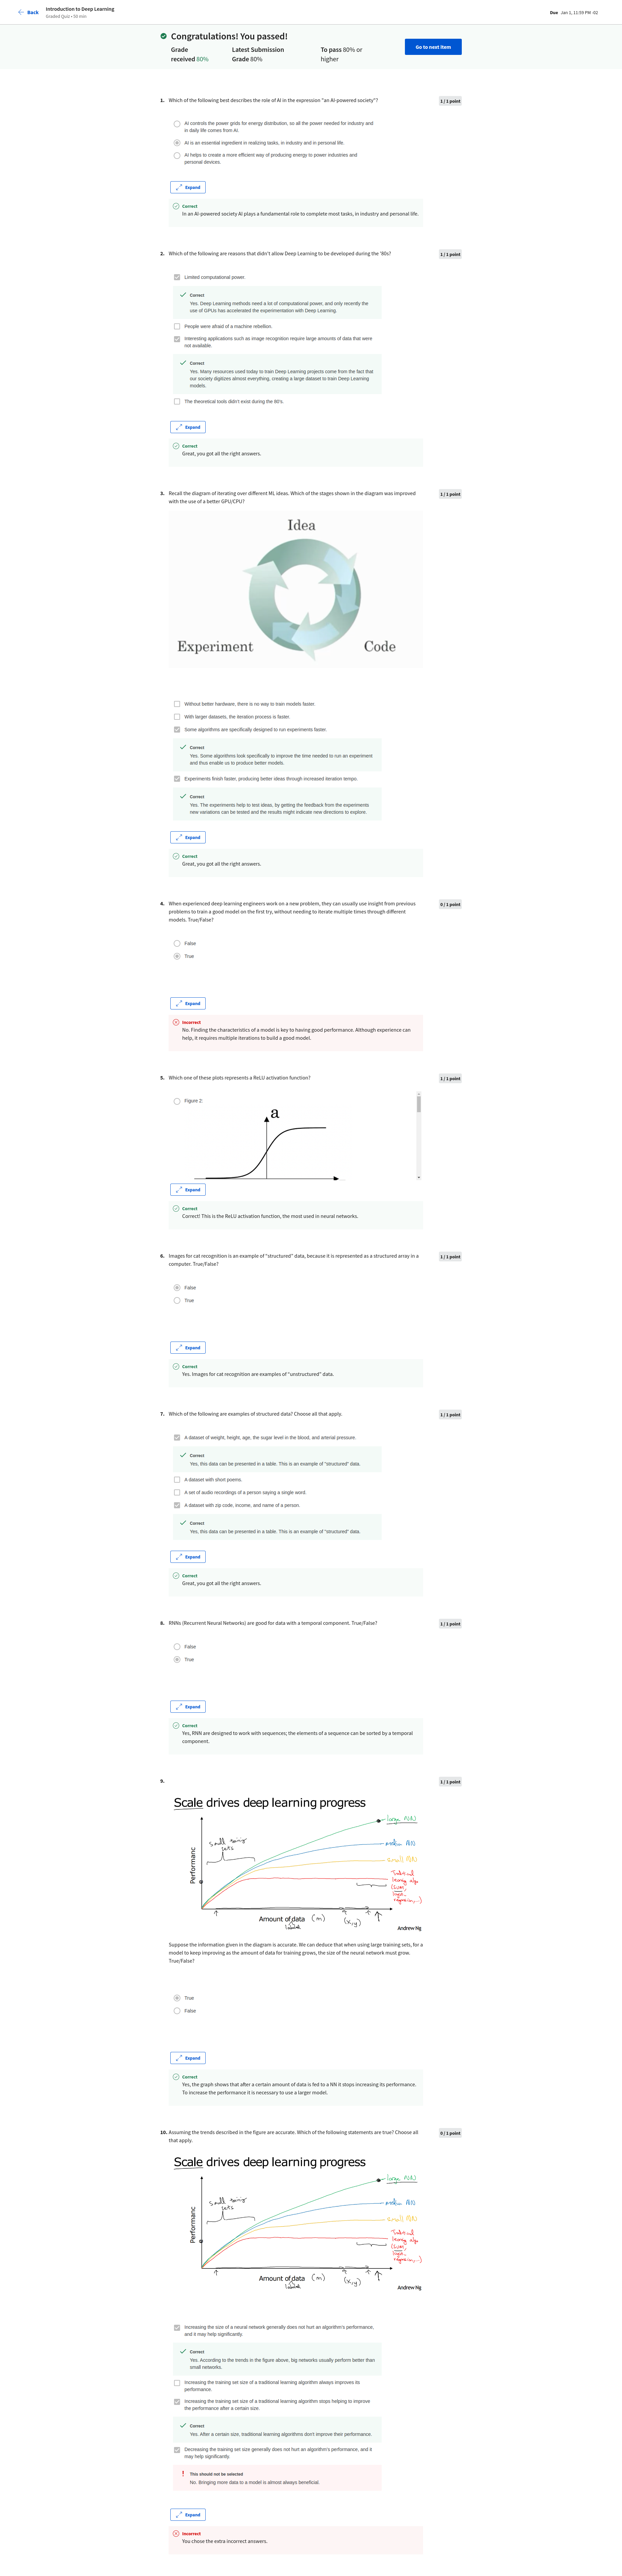 Back
Introduction to Deep Learning
Graded Quiz • 50 min
Due Jan 1, 11:59 PM -02
Congratulations! You passed!
Grade received 80%
Latest Submission Grade 80%
To pass 80% or higher
Go to next item
1. Which of the following best describes the role of AI in the expression "an AI-powered society"?
1 / 1 point
AI controls the power grids for energy distribution, so all the power needed for industry and
in daily life comes from AI.
AI is an essential ingredient in realizing tasks, in industry and in personal life.
AI helps to create a more efficient way of producing energy to power industries and
personal devices.
Expand
Correct
In an AI-powered society AI plays a fundamental role to complete most tasks, in industry and personal life.
2. Which of the following are reasons that didn't allow Deep Learning to be developed during the '80s?
1 / 1 point
Limited computational power.
Correct
Yes. Deep Learning methods need a lot of computational power, and only recently the
use of GPUs has accelerated the experimentation with Deep Learning.
People were afraid of a machine rebellion.
Interesting applications such as image recognition require large amounts of data that were
not available.
Correct
Yes. Many resources used today to train Deep Learning projects come from the fact that
our society digitizes almost everything, creating a large dataset to train Deep Learning
models.
The theoretical tools didn't exist during the 80's.
Expand
Correct
Great, you got all the right answers.
3. Recall the diagram of iterating over different ML ideas. Which of the stages shown in the diagram was improved
with the use of a better GPU/CPU?
1 / 1 point
Idea
Experiment
Code
Without better hardware, there is no way to train models faster.
With larger datasets, the iteration process is faster.
Some algorithms are specifically designed to run experiments faster.
Correct
Yes. Some algorithms look specifically to improve the time needed to run an experiment
and thus enable us to produce better models.
Experiments finish faster, producing better ideas through increased iteration tempo.
Correct
Yes. The experiments help to test ideas, by getting the feedback from the experiments
new variations can be tested and the results might indicate new directions to explore.
Expand
Correct
Great, you got all the right answers.
4. When experienced deep learning engineers work on a new problem, they can usually use insight from previous
problems to train a good model on the first try, without needing to iterate multiple times through different
models. True/False?
0 / 1 point
False
True
Expand
Incorrect
No. Finding the characteristics of a model is key to having good performance. Although experience can
help, it requires multiple iterations to build a good model.
5. Which one of these plots represents a ReLU activation function?
1 / 1 point
Figure 2:
a
Expand
Correct
Correct! This is the ReLU activation function, the most used in neural networks.
6. Images for cat recognition is an example of “structured” data, because it is represented as a structured array in a
computer. True/False?
1 / 1 point
False
True
Expand
Correct
Yes. Images for cat recognition are examples of “unstructured” data.
7. Which of the following are examples of structured data? Choose all that apply.
1 / 1 point
A dataset of weight, height, age, the sugar level in the blood, and arterial pressure.
Correct
Yes, this data can be presented in a table. This is an example of "structured" data.
A dataset with short poems.
A set of audio recordings of a person saying a single word.
A dataset with zip code, income, and name of a person.
Correct
Yes, this data can be presented in a table. This is an example of "structured" data.
Expand
Correct
Great, you got all the right answers.
8. RNNs (Recurrent Neural Networks) are good for data with a temporal component. True/False?
1 / 1 point
False
True
Expand
Correct
Yes, RNN are designed to work with sequences; the elements of a sequence can be sorted by a temporal
component.
9.
1 / 1 point
Scale drives deep learning progress
large NN
medium NN
small NN
Small training
sets
Performanc
Amount of data (m)
(x,y)
Andrew Ng
Suppose the information given in the diagram is accurate. We can deduce that when using large training sets, for a
model to keep improving as the amount of data for training grows, the size of the neural network must grow.
True/False?
True
False
Expand
Correct
Yes, the graph shows that after a certain amount of data is fed to a NN it stops increasing its performance.
To increase the performance it is necessary to use a larger model.
10. Assuming the trends described in the figure are accurate. Which of the following statements are true? Choose all
that apply.
0 / 1 point
Scale drives deep learning progress
large NN
medium NN
small NN
Small training
sets
Performanc
Amount of data (m)
(x,y)
Andrew Ng
Increasing the size of a neural network generally does not hurt an algorithm's performance,
and it may help significantly.
Correct
Yes. According to the trends in the figure above, big networks usually perform better than
small networks.
Increasing the training set size of a traditional learning algorithm always improves its
performance.
Increasing the training set size of a traditional learning algorithm stops helping to improve
the performance after a certain size.
Correct
Yes. After a certain size, traditional learning algorithms don't improve their performance.
Decreasing the training set size generally does not hurt an algorithm's performance, and it
may help significantly.
This should not be selected
No. Bringing more data to a model is almost always beneficial.
Expand
Incorrect
You chose the extra incorrect answers.